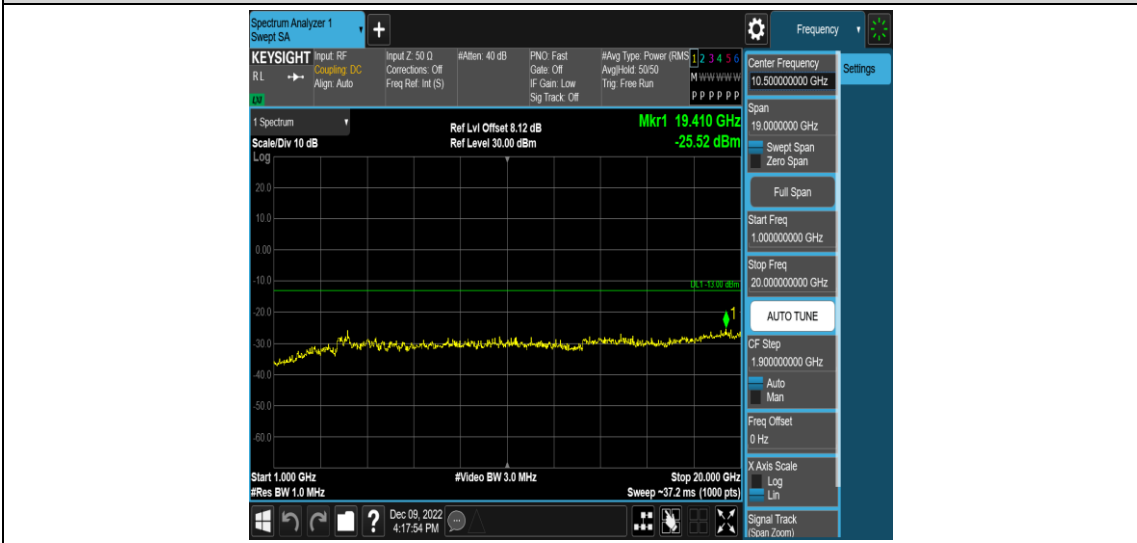 Spectrum Analyzer 1
Swept SA
+
Frequency
KEYSIGHT
RL
LXI
Input: RF
Coupling: DC
Align: Auto
Input Z: 50 Ω
Corrections: Off
Freq Ref: Int (S)
#Atten: 40 dB
PNO: Fast
Gate: Off
IF Gain: Low
Sig Track: Off
#Avg Type: Power (RMS
Avg|Hold: 50/50
Trig: Free Run
1 2 3 4 5 6
M W W W W W
P P P P P P
1 Spectrum
Scale/Div 10 dB
Log
Ref Lvl Offset 8.12 dB
Ref Level 30.00 dBm
Mkr1 19.410 GHz
-25.52 dBm
20.0
10.0
0.00
-10.0
DL1 -13.00 dBm
-20.0
1
-30.0
-40.0
-50.0
-60.0
Start 1.000 GHz
#Res BW 1.0 MHz
#Video BW 3.0 MHz
Stop 20.000 GHz
Sweep ~37.2 ms (1000 pts)
?
Dec 09, 2022
4:17:54 PM
Center Frequency
10.500000000 GHz
Settings
Span
19.0000000 GHz
Swept Span
Zero Span
Full Span
Start Freq
1.000000000 GHz
Stop Freq
20.000000000 GHz
AUTO TUNE
CF Step
1.900000000 GHz
Auto
Man
Freq Offset
0 Hz
X Axis Scale
Log
Lin
Signal Track
(Span Zoom)